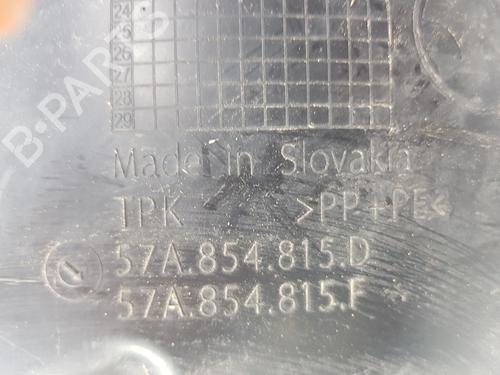 24
25
26
27
28
29
Made in Slovakia
TPK >PP+PE<
57A.854.815.D
57A.854.815.F
B-PARTS